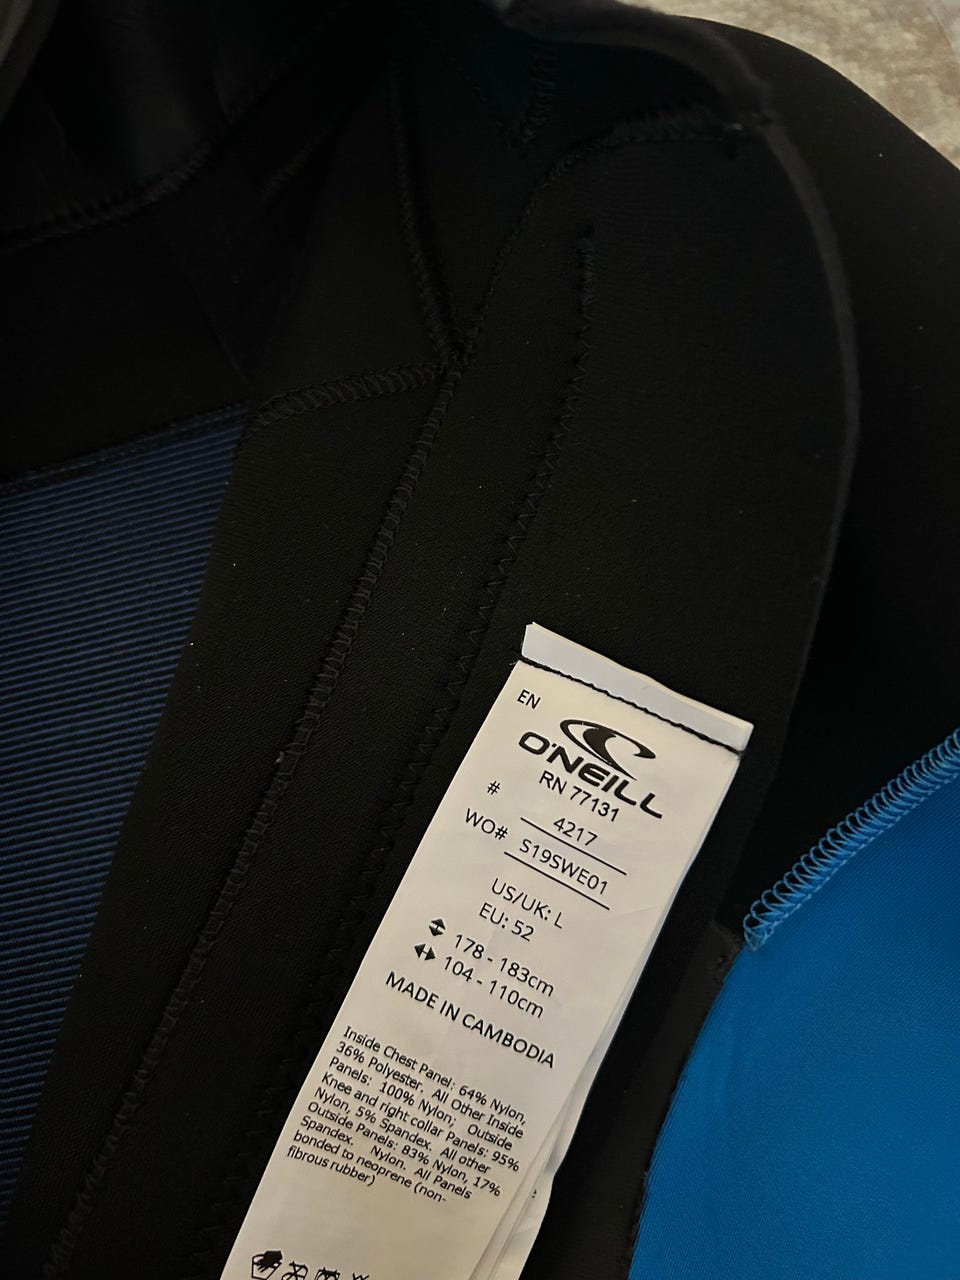 EN
O'NEILL
RN 77131
# 4217
WO# S19SWE01
US/UK: L
EU: 52
178 - 183cm
104 - 110cm
MADE IN CAMBODIA
Inside Chest Panel: 64% Nylon,
36% Polyester. All Other Inside
Panels: 100% Nylon; Outside
Knee and right collar Panels: 95%
Nylon, 5% Spandex. All other
Outside Panels: 83% Nylon, 17%
Spandex. Nylon. All Panels
bonded to neoprene (non-
fibrous rubber)